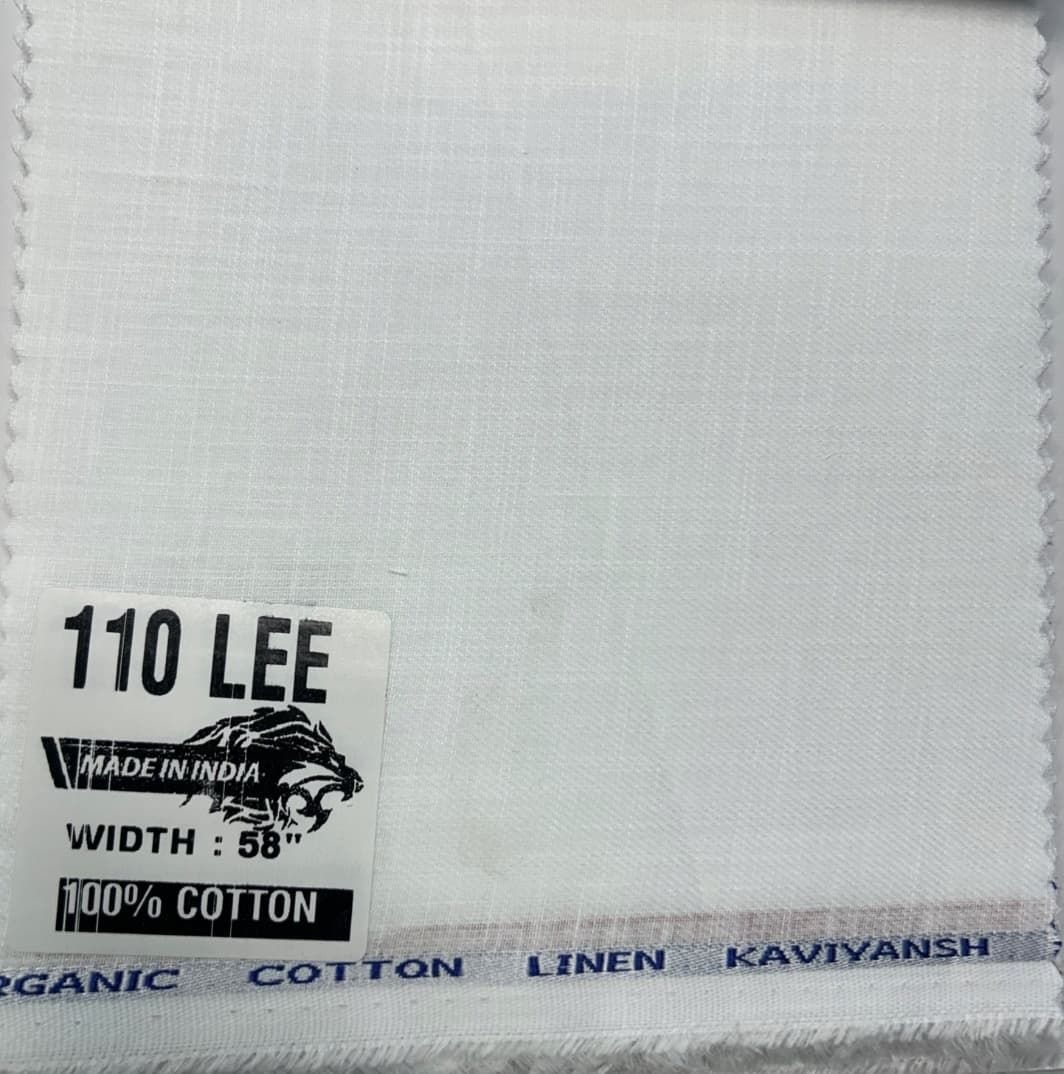 110 LEE
MADE IN INDIA
WIDTH : 58"
100% COTTON
RGANIC COTTON LINEN KAVIYANSH